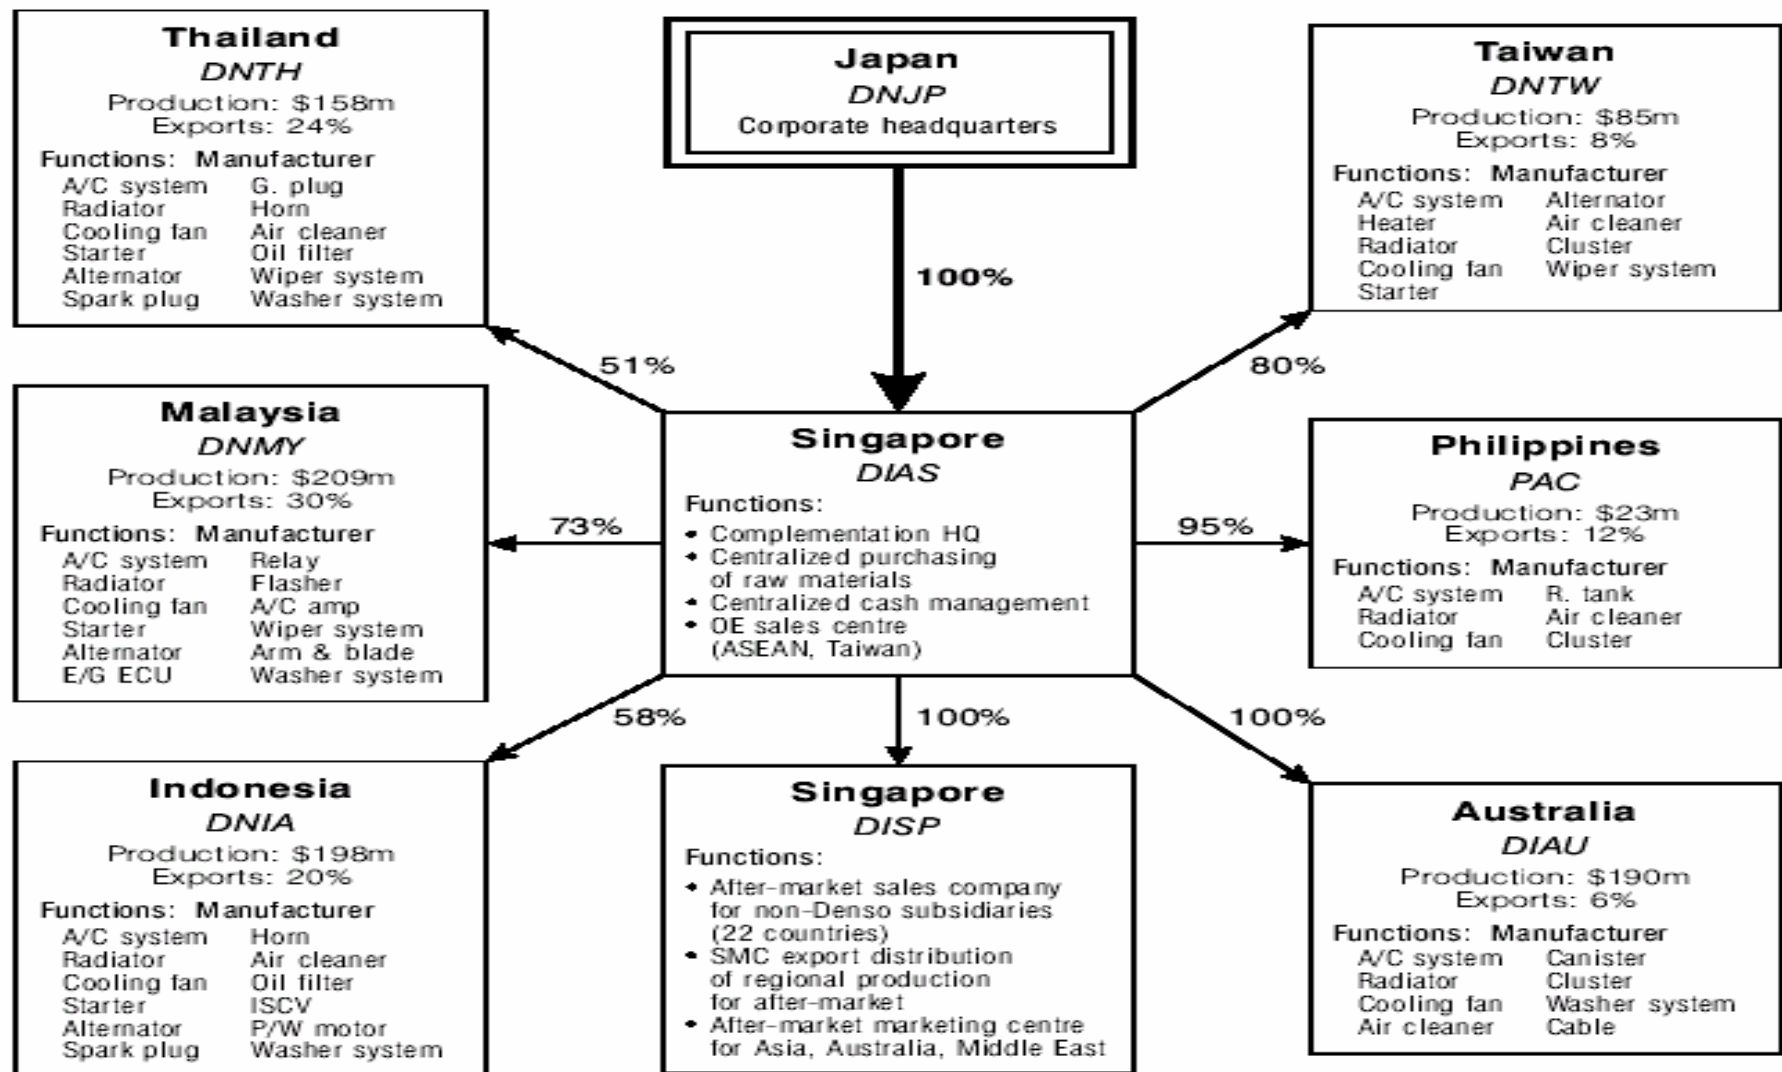 Thailand
DNTH
Production: $158m
Exports: 24%
Functions: Manufacturer
A/C system G. plug
Radiator Horn
Cooling fan Air cleaner
Starter Oil filter
Alternator Wiper system
Spark plug Washer system
Japan
DNJP
Corporate headquarters
Taiwan
DNTW
Production: $85m
Exports: 8%
Functions: Manufacturer
A/C system Alternator
Heater Air cleaner
Radiator Cluster
Cooling fan Wiper system
Starter
100%
51%
80%
Malaysia
DNMY
Production: $209m
Exports: 30%
Functions: Manufacturer
A/C system Relay
Radiator Flasher
Cooling fan A/C amp
Starter Wiper system
Alternator Arm & blade
E/G ECU Washer system
73%
Singapore
DIAS
Functions:
• Complementation HQ
• Centralized purchasing
of raw materials
• Centralized cash management
• OE sales centre
(ASEAN, Taiwan)
95%
Philippines
PAC
Production: $23m
Exports: 12%
Functions: Manufacturer
A/C system R. tank
Radiator Air cleaner
Cooling fan Cluster
58%
100%
100%
Indonesia
DNIA
Production: $198m
Exports: 20%
Functions: Manufacturer
A/C system Horn
Radiator Air cleaner
Cooling fan Oil filter
Starter ISCV
Alternator P/W motor
Spark plug Washer system
Singapore
DISP
Functions:
• After-market sales company
for non-Denso subsidiaries
(22 countries)
• SMC export distribution
of regional production
for after-market
• After-market marketing centre
for Asia, Australia, Middle East
Australia
DIAU
Production: $190m
Exports: 6%
Functions: Manufacturer
A/C system Canister
Radiator Cluster
Cooling fan Washer system
Air cleaner Cable